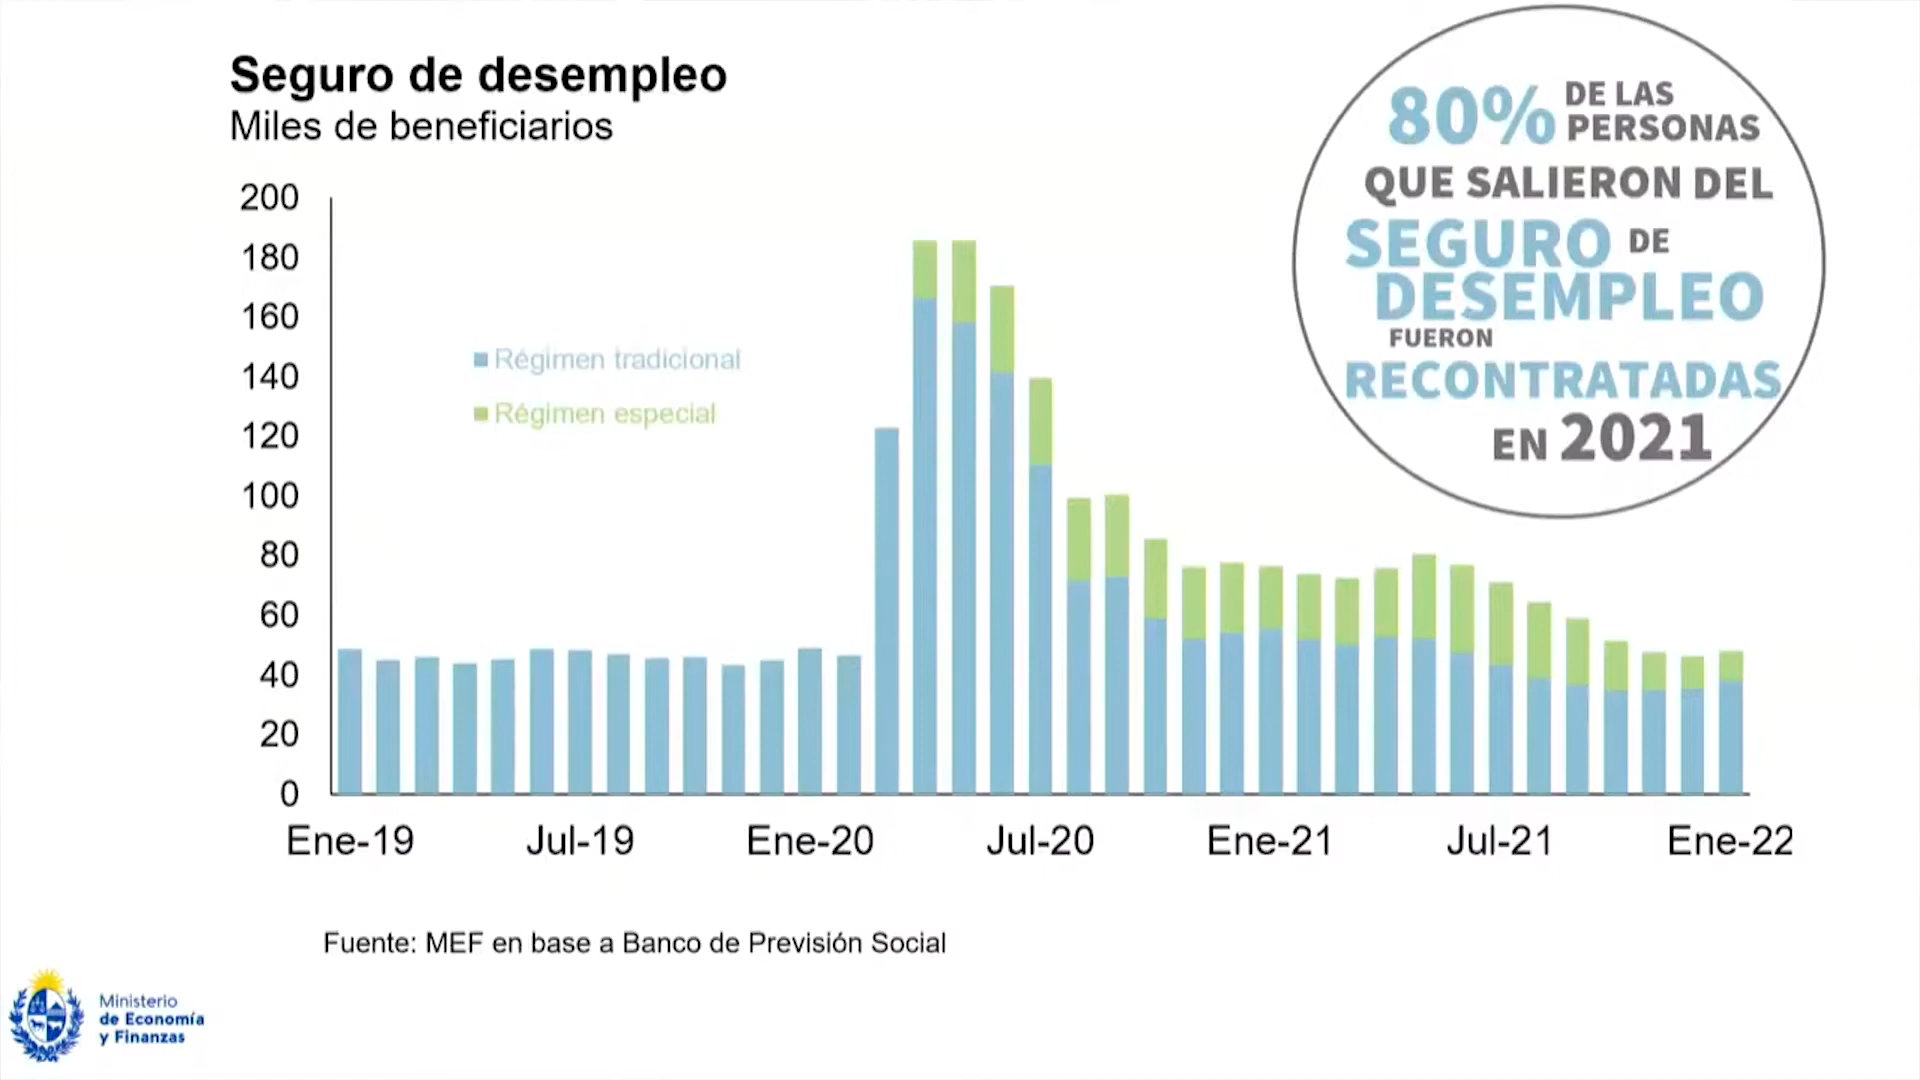 Seguro de desempleo
Miles de beneficiarios
80% DE LAS
PERSONAS
QUE SALIERON DEL
SEGURO DE
DESEMPLEO
FUERON
RECONTRATADAS
EN 2021
200
180
160
140
120
100
80
60
40
20
0
Régimen tradicional
Régimen especial
Ene-19 Jul-19 Ene-20 Jul-20 Ene-21 Jul-21 Ene-22
Fuente: MEF en base a Banco de Previsión Social
Ministerio
de Economía
y Finanzas